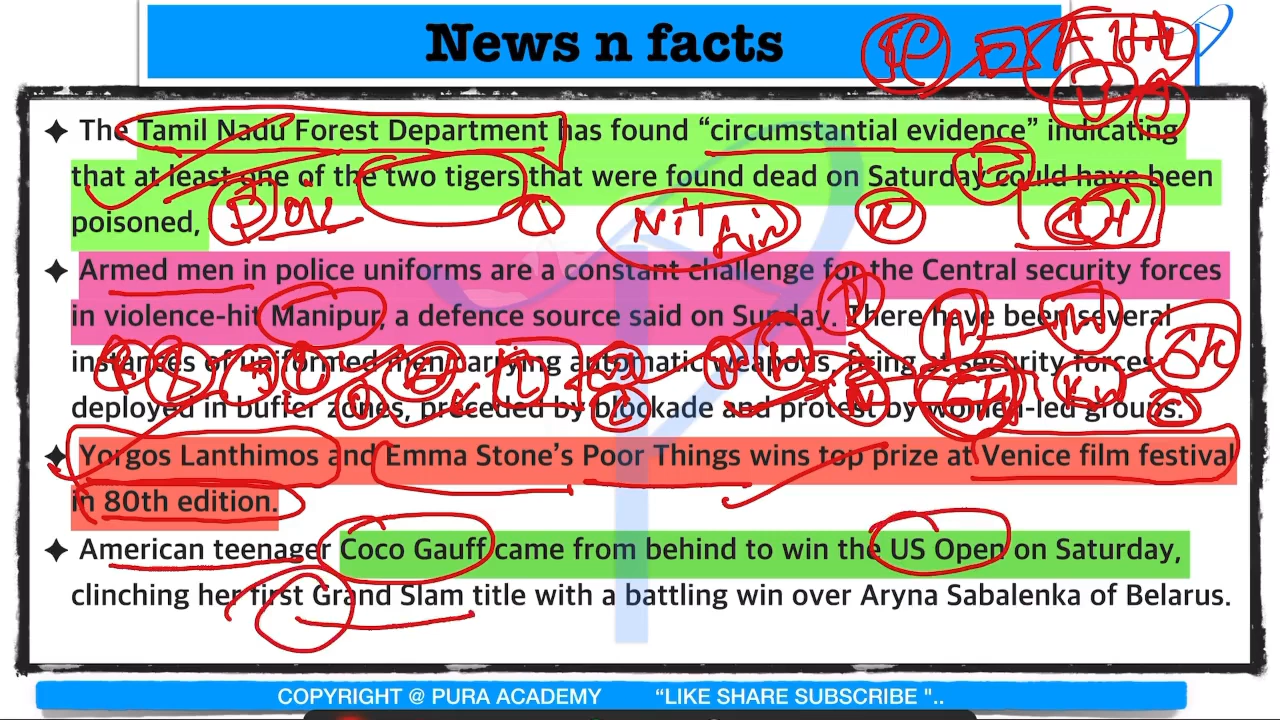 News n facts
✦ The Tamil Nadu Forest Department has found “circumstantial evidence” indicating
that at least one of the two tigers that were found dead on Saturday could have been
poisoned,
✦ Armed men in police uniforms are a constant challenge for the Central security forces
in violence-hit Manipur, a defence source said on Sunday. There have been several
instances of uniformed men carrying automatic weapons, firing at security forces
deployed in buffer zones, preceded by blockade and protest by women-led groups.
✦ Yorgos Lanthimos and Emma Stone’s Poor Things wins top prize at Venice film festival
in 80th edition.
✦ American teenager Coco Gauff came from behind to win the US Open on Saturday,
clinching her first Grand Slam title with a battling win over Aryna Sabalenka of Belarus.
COPYRIGHT @ PURA ACADEMY “LIKE SHARE SUBSCRIBE "..